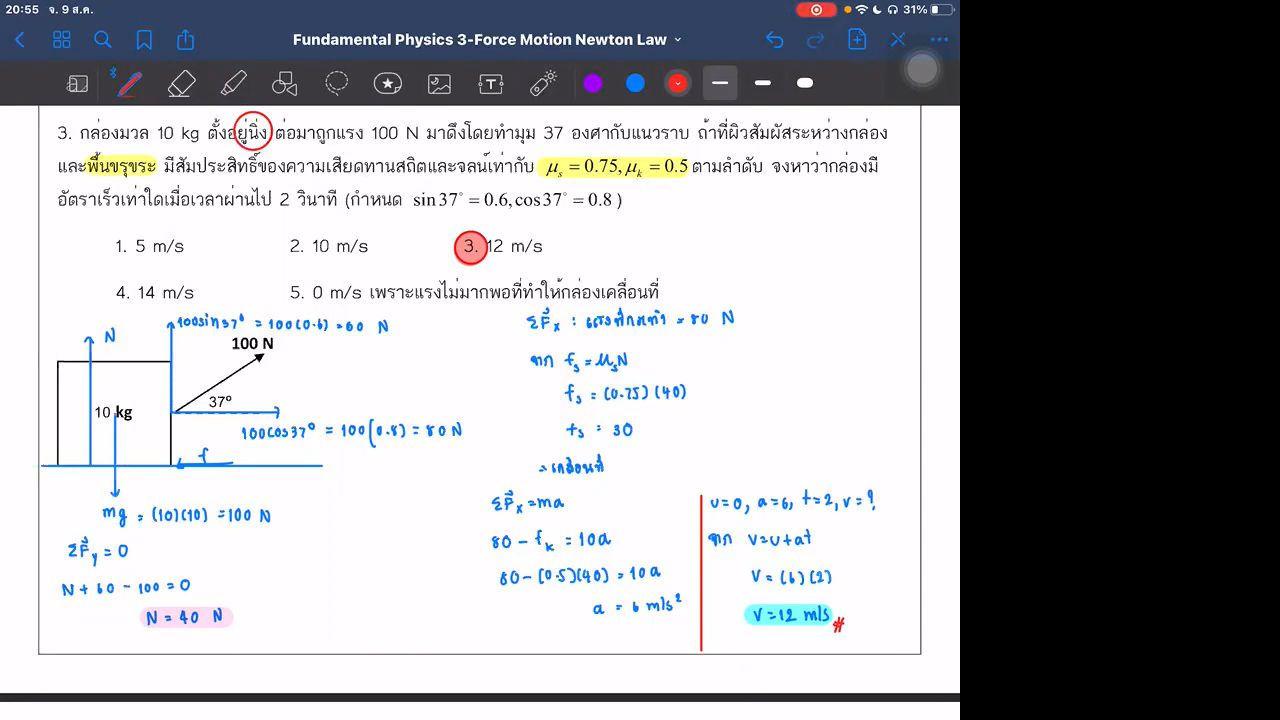 20:55 จ. 9 ส.ค.
31%
Fundamental Physics 3-Force Motion Newton Law
3. กล่องมวล 10 kg ตั้งอยู่นิ่ง ต่อมาถูกแรง 100 N มาดึงโดยทำมุม 37 องศากับแนวราบ ถ้าที่ผิวสัมผัสระหว่างกล่อง
และพื้นขรุขระ มีสัมประสิทธิ์ของความเสียดทานสถิตและจลน์เท่ากับ μₛ = 0.75, μₖ = 0.5 ตามลำดับ จงหาว่ากล่องมี
อัตราเร็วเท่าใดเมื่อเวลาผ่านไป 2 วินาที (กำหนด sin37° = 0.6, cos37° = 0.8 )
1. 5 m/s 2. 10 m/s 3. 12 m/s
4. 14 m/s 5. 0 m/s เพราะแรงไม่มากพอที่ทำให้กล่องเคลื่อนที่
100sin37° = 100(0.6) = 60 N
N
100 N
37°
10 kg
100cos37° = 100(0.8) = 80 N
f
mg = (10)(10) = 100 N
ΣF⃗y = 0
N + 60 - 100 = 0
N = 40 N
ΣF⃗x : แรงที่กระทำ = 80 N
จาก fₛ = μₛN
fₛ = (0.75)(40)
fₛ = 30
∴ เคลื่อนที่
ΣF⃗x = ma
80 - fₖ = 10a
80 - (0.5)(40) = 10a
a = 6 m/s²
u = 0, a = 6, t = 2, v = ?
จาก v = u + at
v = (6)(2)
v = 12 m/s #